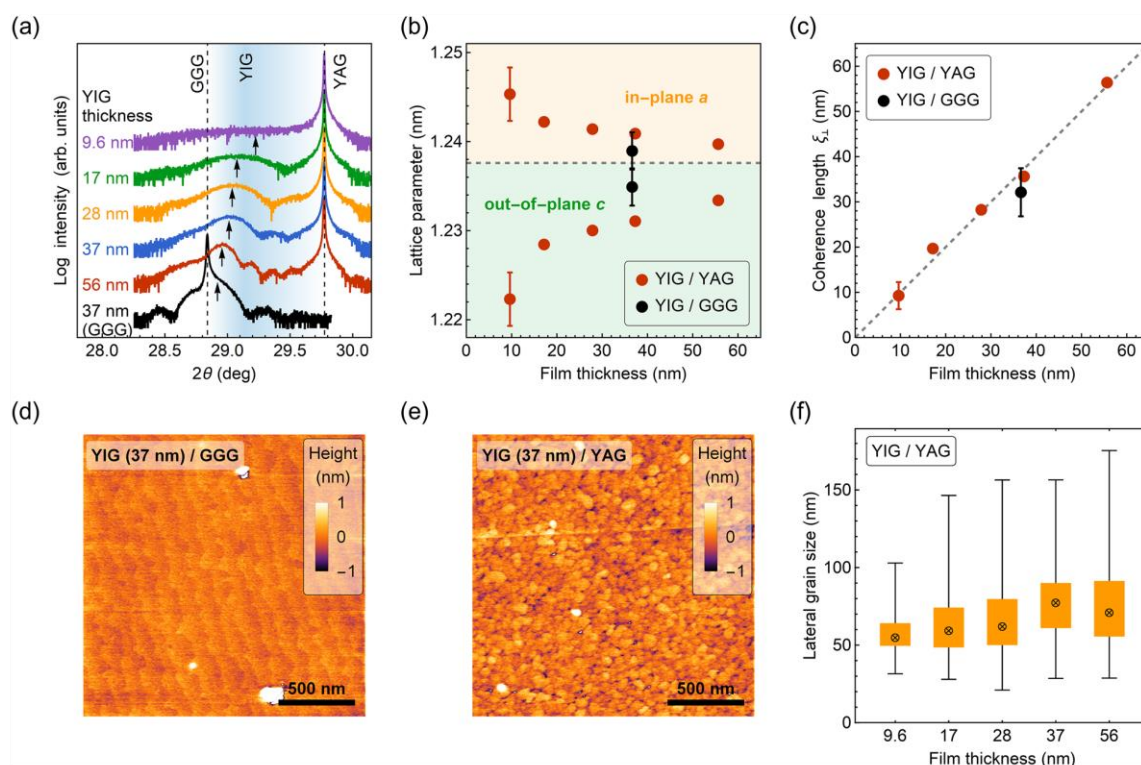 (a)
GGG
YIG
YAG
YIG
thickness
9.6 nm
17 nm
28 nm
37 nm
56 nm
37 nm
(GGG)
Log intensity (arb. units)
28.0 28.5 29.0 29.5 30.0
2θ (deg)
(b)
1.25
1.24
1.23
1.22
Lattice parameter (nm)
in-plane a
out-of-plane c
YIG / YAG
YIG / GGG
0 10 20 30 40 50 60
Film thickness (nm)
(c)
60
50
40
30
20
10
0
Coherence length ξ⊥ (nm)
YIG / YAG
YIG / GGG
0 10 20 30 40 50 60
Film thickness (nm)
(d)
YIG (37 nm) / GGG
Height
(nm)
1
0
−1
500 nm
(e)
YIG (37 nm) / YAG
Height
(nm)
1
0
−1
500 nm
(f)
YIG / YAG
150
100
50
0
Lateral grain size (nm)
9.6 17 28 37 56
Film thickness (nm)